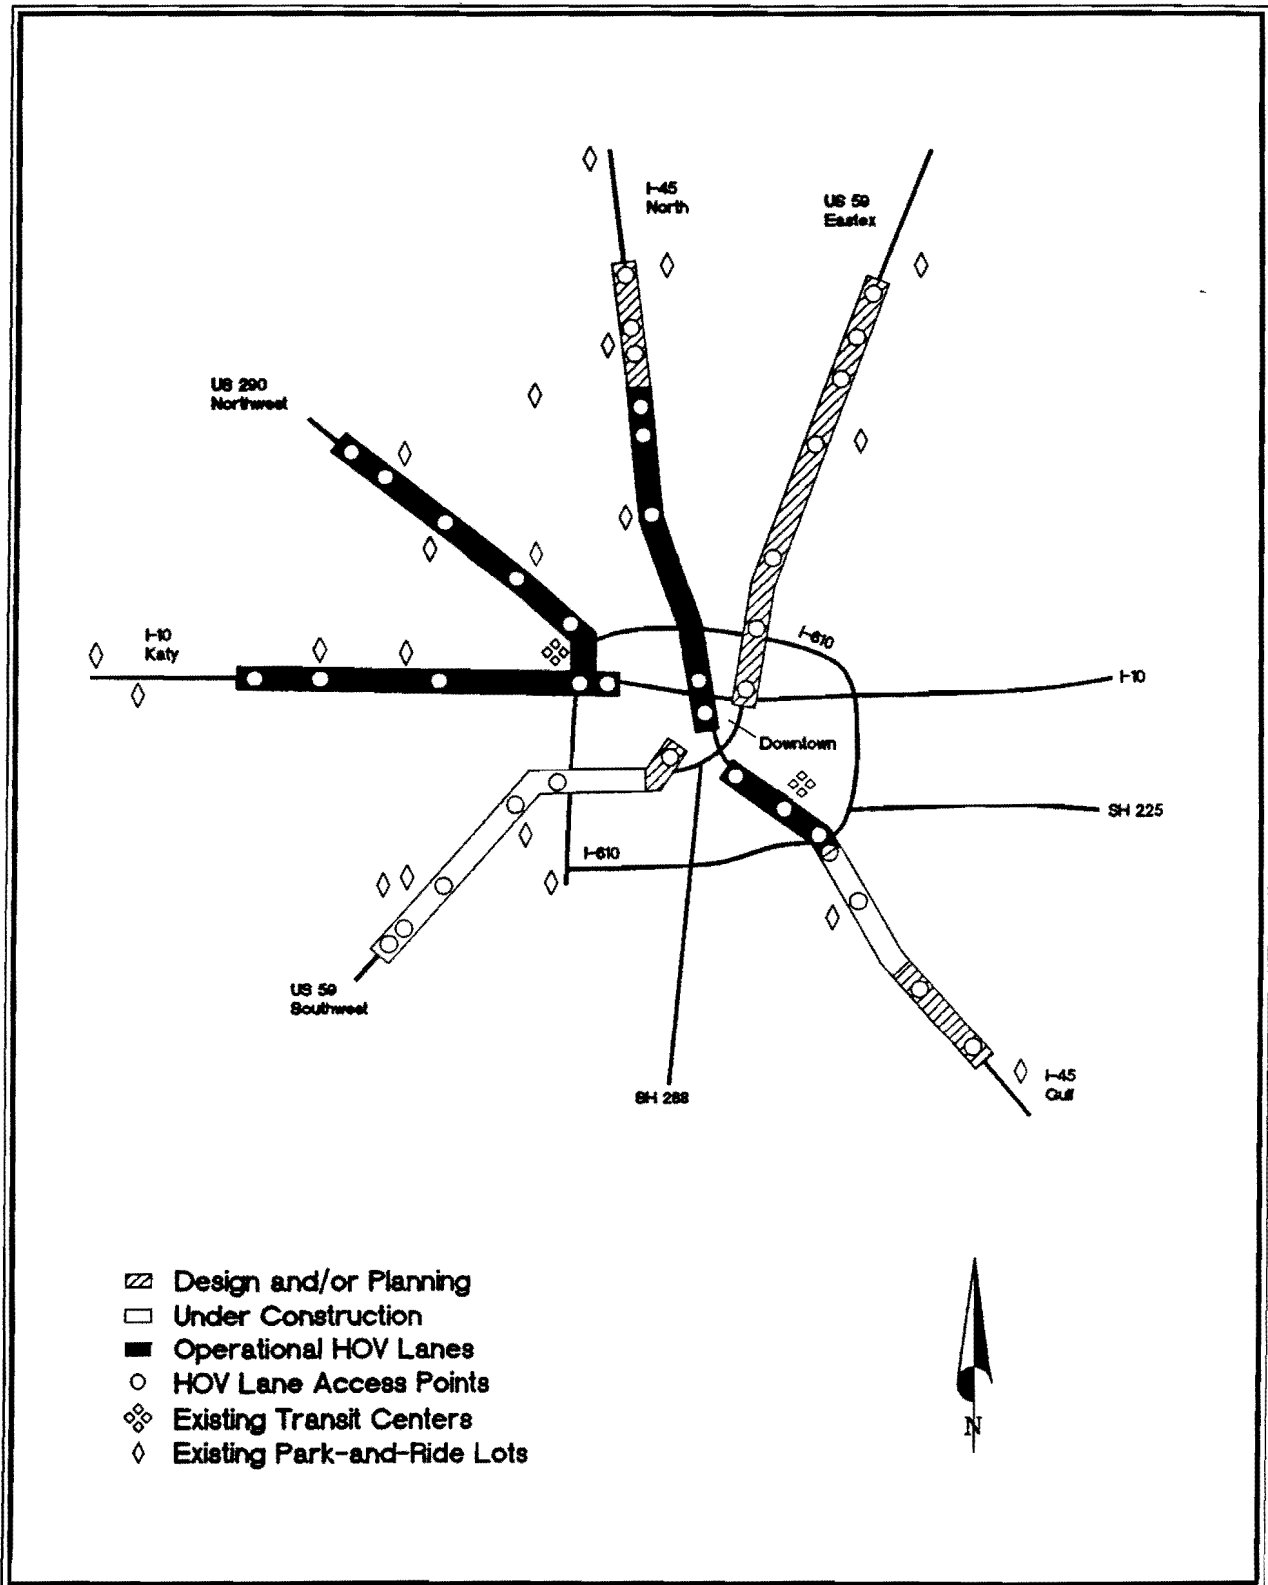 I-45
North
US 59
Eastex
US 290
Northwest
I-10
Katy
I-610
I-10
Downtown
SH 225
I-610
US 59
Southwest
I-45
Gulf
SH 288
Design and/or Planning
Under Construction
Operational HOV Lanes
HOV Lane Access Points
Existing Transit Centers
Existing Park-and-Ride Lots
N